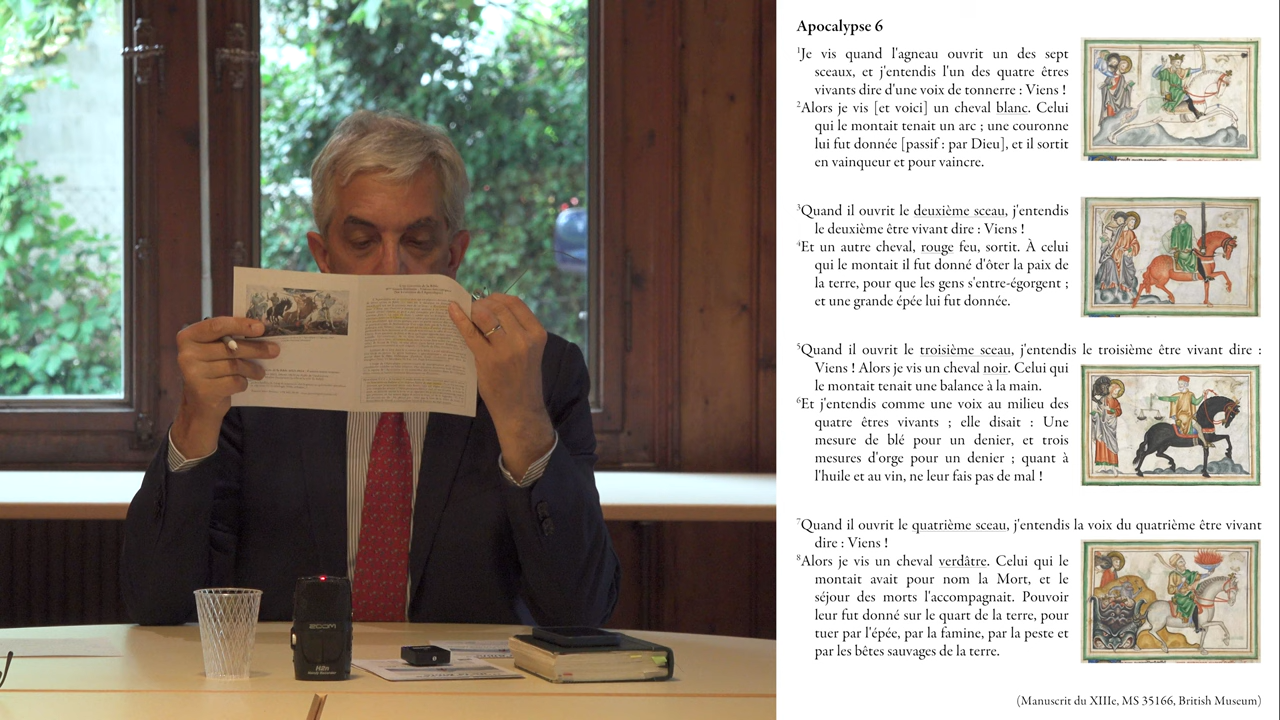 Apocalypse 6
1Je vis quand l'agneau ouvrit un des sept
sceaux, et j'entendis l'un des quatre êtres
vivants dire d'une voix de tonnerre : Viens !
2Alors je vis [et voici] un cheval blanc. Celui
qui le montait tenait un arc ; une couronne
lui fut donnée [passif : par Dieu], et il sortit
en vainqueur et pour vaincre.
3Quand il ouvrit le deuxième sceau, j'entendis
le deuxième être vivant dire : Viens !
4Et un autre cheval, rouge feu, sortit. À celui
qui le montait il fut donné d'ôter la paix de
la terre, pour que les gens s'entre-égorgent ;
et une grande épée lui fut donnée.
5Quand il ouvrit le troisième sceau, j'entendis le troisième être vivant dire :
Viens ! Alors je vis un cheval noir. Celui qui
le montait tenait une balance à la main.
6Et j'entendis comme une voix au milieu des
quatre êtres vivants ; elle disait : Une
mesure de blé pour un denier, et trois
mesures d'orge pour un denier ; quant à
l'huile et au vin, ne leur fais pas de mal !
7Quand il ouvrit le quatrième sceau, j'entendis la voix du quatrième être vivant
dire : Viens !
8Alors je vis un cheval verdâtre. Celui qui le
montait avait pour nom la Mort, et le
séjour des morts l'accompagnait. Pouvoir
leur fut donné sur le quart de la terre, pour
tuer par l'épée, par la famine, par la peste et
par les bêtes sauvages de la terre.
(Manuscrit du XIIIe, MS 35166, British Museum)
zoom
H2n